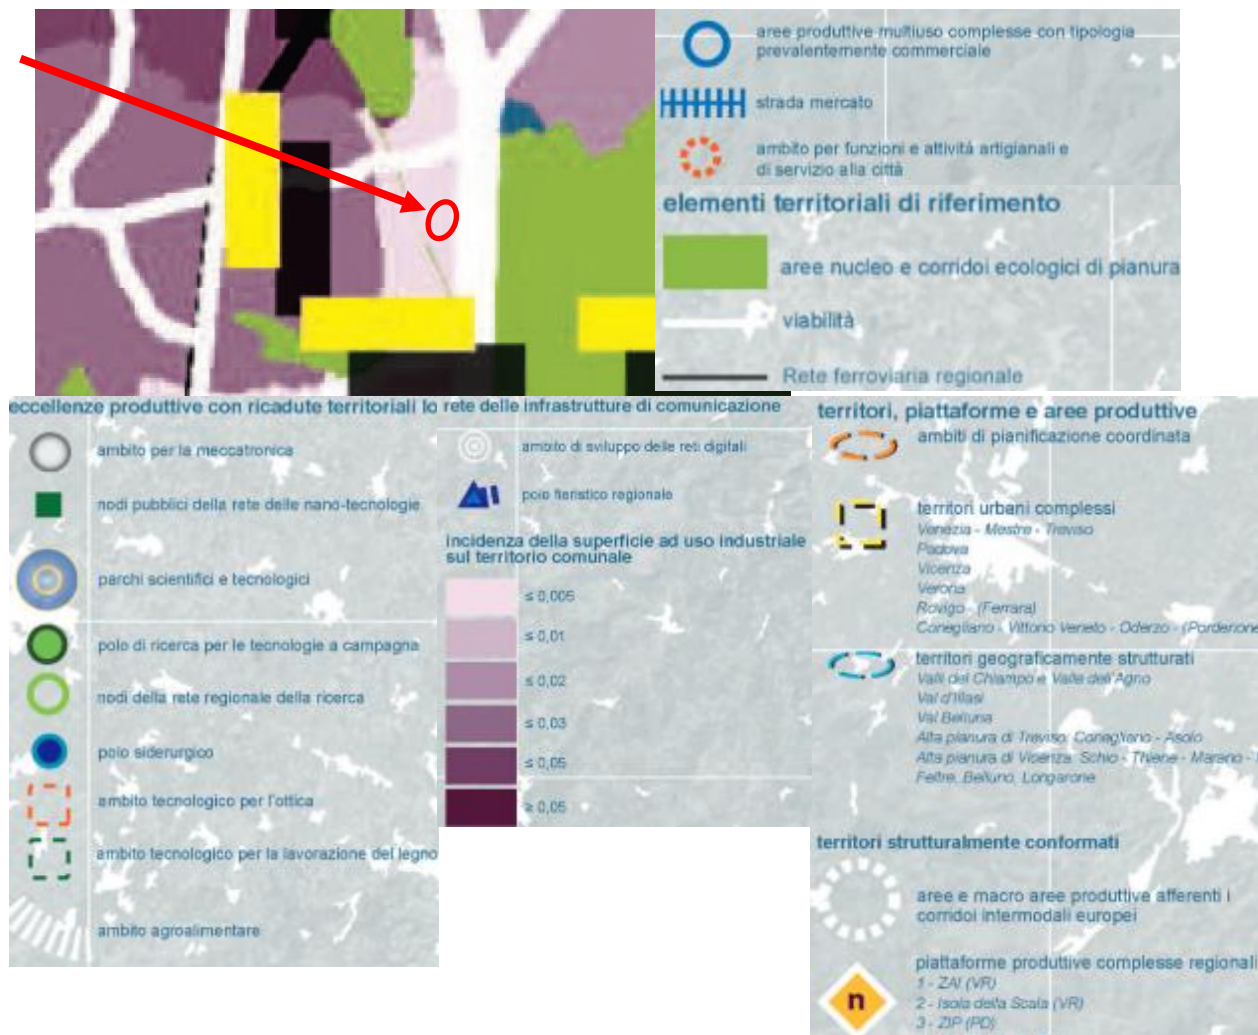 aree produttive multiuso complesse con tipologia
prevalentemente commerciale
strada mercato
ambito per funzioni e attività artigianali e
di servizio alla città
elementi territoriali di riferimento
aree nucleo e corridoi ecologici di pianura
viabilità
Rete ferroviaria regionale
eccellenze produttive con ricadute territoriali lo
ambito per la meccatronica
nodi pubblici della rete delle nano-tecnologie
parchi scientifici e tecnologici
polo di ricerca per le tecnologie a campagna
nodi della rete regionale della ricerca
polo siderurgico
ambito tecnologico per l'ottica
ambito tecnologico per la lavorazione del legno
ambito agroalimentare
rete delle infrastrutture di comunicazione
ambito di sviluppo delle reti digitali
polo fieristico regionale
incidenza della superficie ad uso industriale
sul territorio comunale
≤ 0,005
≤ 0,01
≤ 0,02
≤ 0,03
≤ 0,05
≥ 0,05
territori, piattaforme e aree produttive
ambiti di pianificazione coordinata
territori urbani complessi
Venezia - Mestre - Treviso
Padova
Vicenza
Verona
Rovigo - (Ferrara)
Conegliano - Vittorio Veneto - Oderzo - (Pordenone
territori geograficamente strutturati
Valli del Chiampo e Valle dell'Agno
Val d'Illasi
Val Belluna
Alta pianura di Treviso, Conegliano - Asolo
Alta pianura di Vicenza, Schio - Thiene - Marano -
Feltre, Belluno, Longarone
territori strutturalmente conformati
aree e macro aree produttive afferenti i
corridoi intermodali europei
n
piattaforme produttive complesse regionali
1 - ZAI (VR)
2 - Isola della Scala (VR)
3 - ZIP (PD)